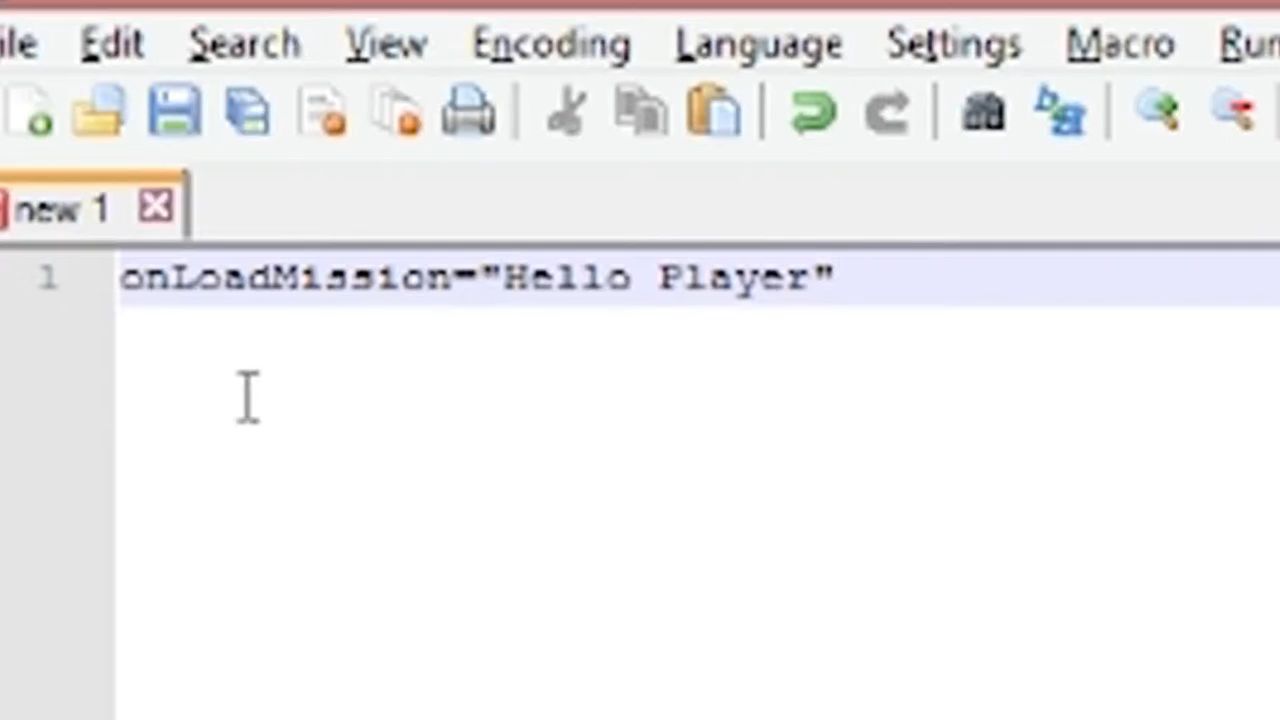 ile Edit Search View Encoding Language Settings Macro Run
new 1
1 onLoadMission="Hello Player"